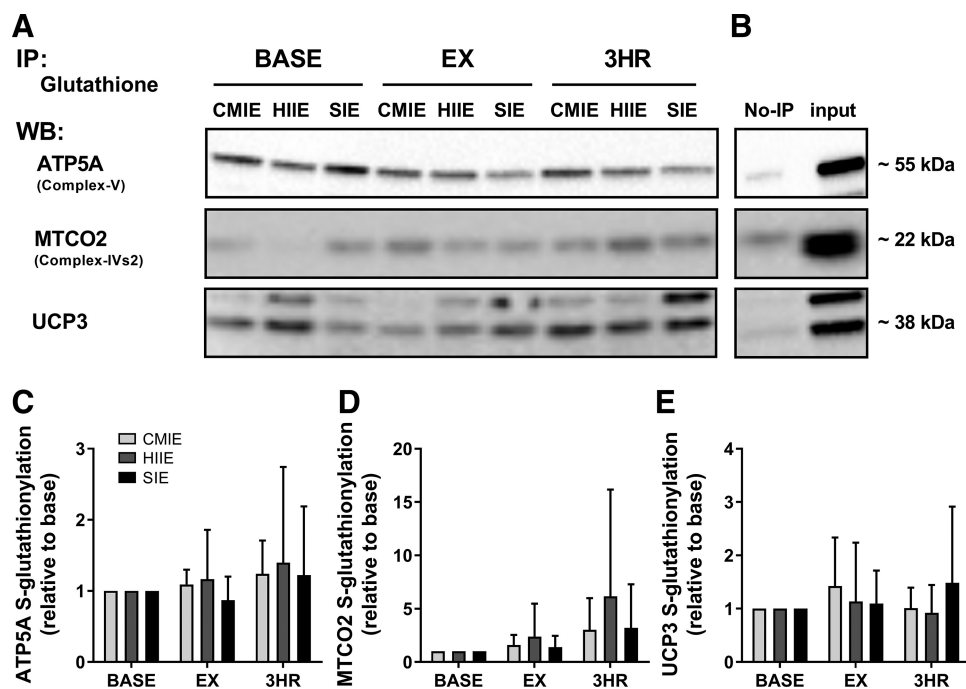 A
B
IP:
Glutathione
BASE
EX
3HR
CMIE HIIE SIE CMIE HIIE SIE CMIE HIIE SIE
No-IP input
WB:
ATP5A
(Complex-V)
~ 55 kDa
MTCO2
(Complex-IVs2)
~ 22 kDa
UCP3
~ 38 kDa
C
ATP5A S-glutathionylation
(relative to base)
3
2
1
0
CMIE
HIIE
SIE
BASE EX 3HR
D
MTCO2 S-glutathionylation
(relative to base)
20
15
10
5
0
BASE EX 3HR
E
UCP3 S-glutathionylation
(relative to base)
4
3
2
1
0
BASE EX 3HR